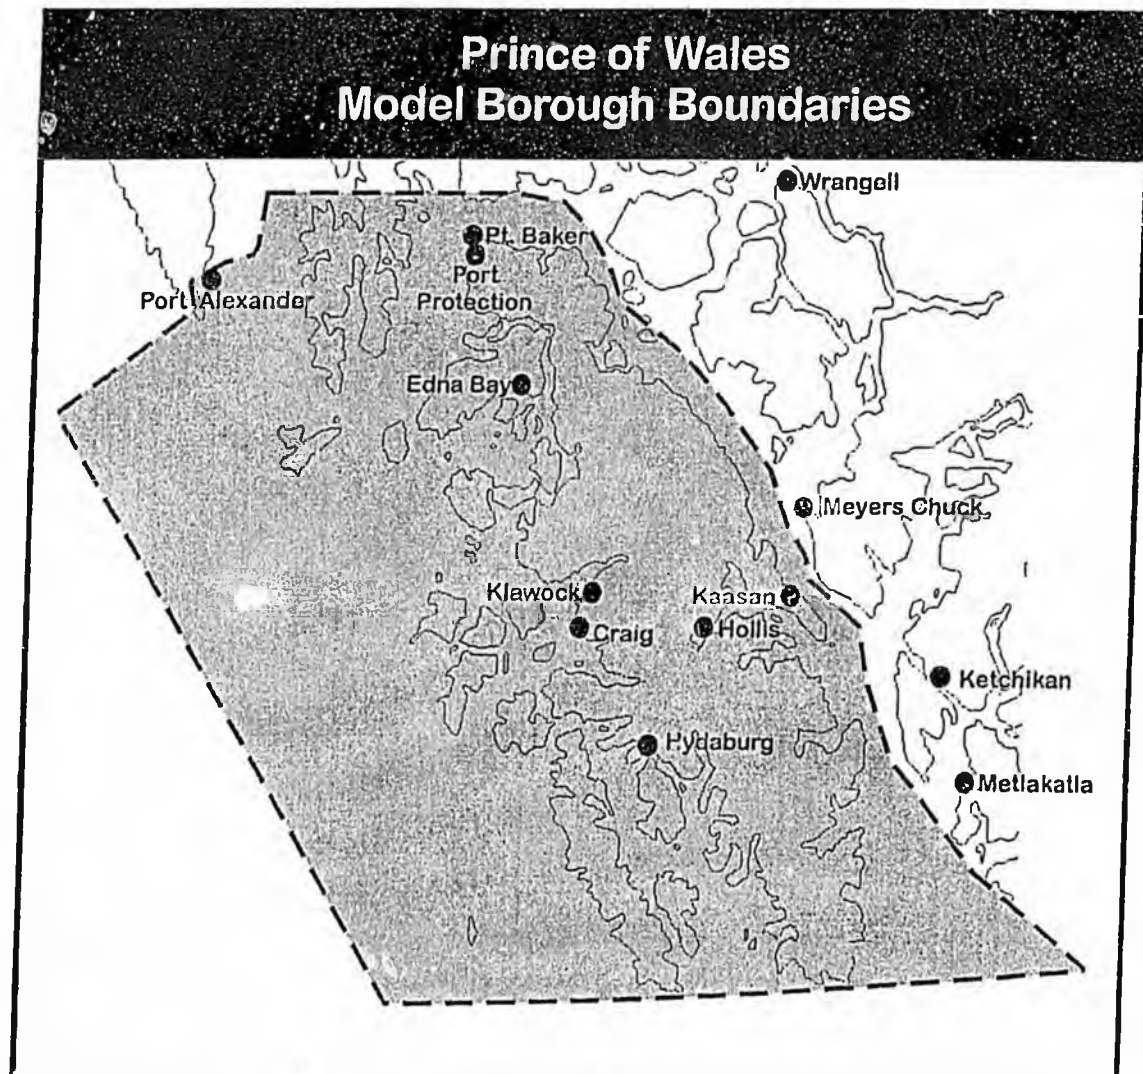 Prince of Wales
Model Borough Boundaries
Wrangell
Pt. Baker
Port
Protection
Port Alexander
Edna Bay
Meyers Chuck
Klawock
Kaasan
Craig
Hollis
Ketchikan
Hydaburg
Metlakatla